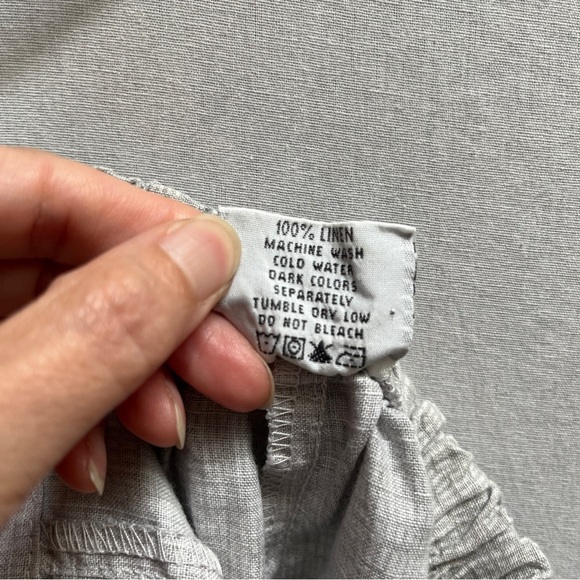 100% LINEN
MACHINE WASH
COLD WATER
DARK COLORS
SEPARATELY
TUMBLE DRY LOW
DO NOT BLEACH